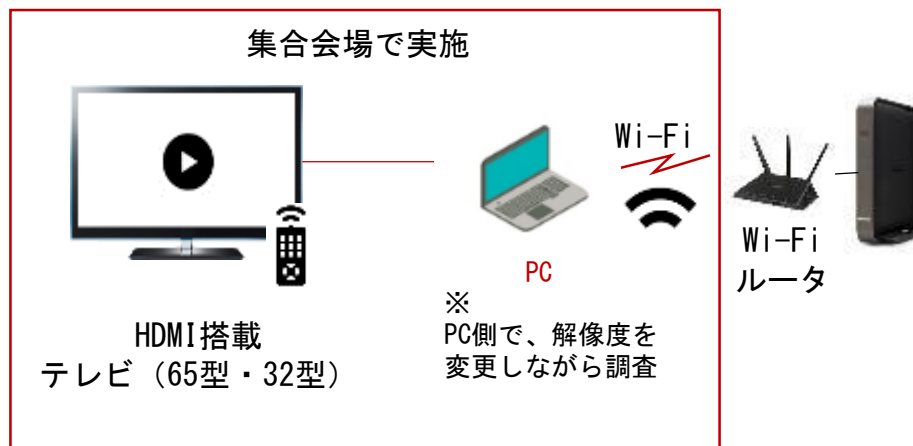 集合会場で実施
Wi-Fi
Wi-Fi
ルータ
PC
※
PC側で、解像度を
変更しながら調査
HDMI搭載
テレビ（65型・32型）